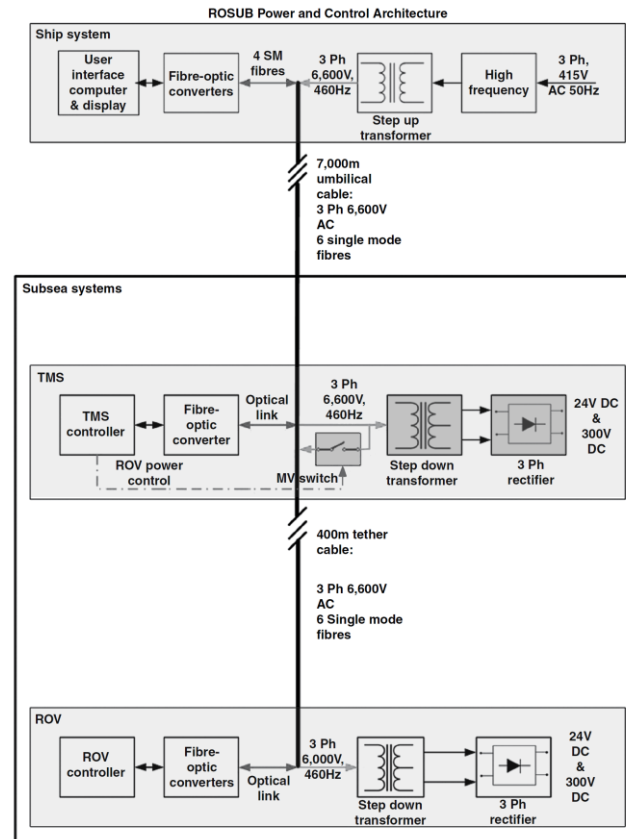 ROSUB Power and Control Architecture
Ship system
User
interface
computer
& display
Fibre-optic
converters
4 SM
fibres
3 Ph
6,600V,
460Hz
Step up
transformer
High
frequency
3 Ph,
415V
AC 50Hz
7,000m
umbilical
cable:
3 Ph 6,600V
AC
6 single mode
fibres
Subsea systems
TMS
TMS
controller
Fibre-
optic
converter
Optical
link
3 Ph
6,600V,
460Hz
ROV power
control
MV switch
Step down
transformer
3 Ph
rectifier
24V DC
&
300V
DC
400m tether
cable:
3 Ph 6,600V
AC
6 Single mode
fibres
ROV
ROV
controller
Fibre-
optic
converters
Optical
link
3 Ph
6,000V,
460Hz
Step down
transformer
3 Ph
rectifier
24V
DC
&
300V
DC